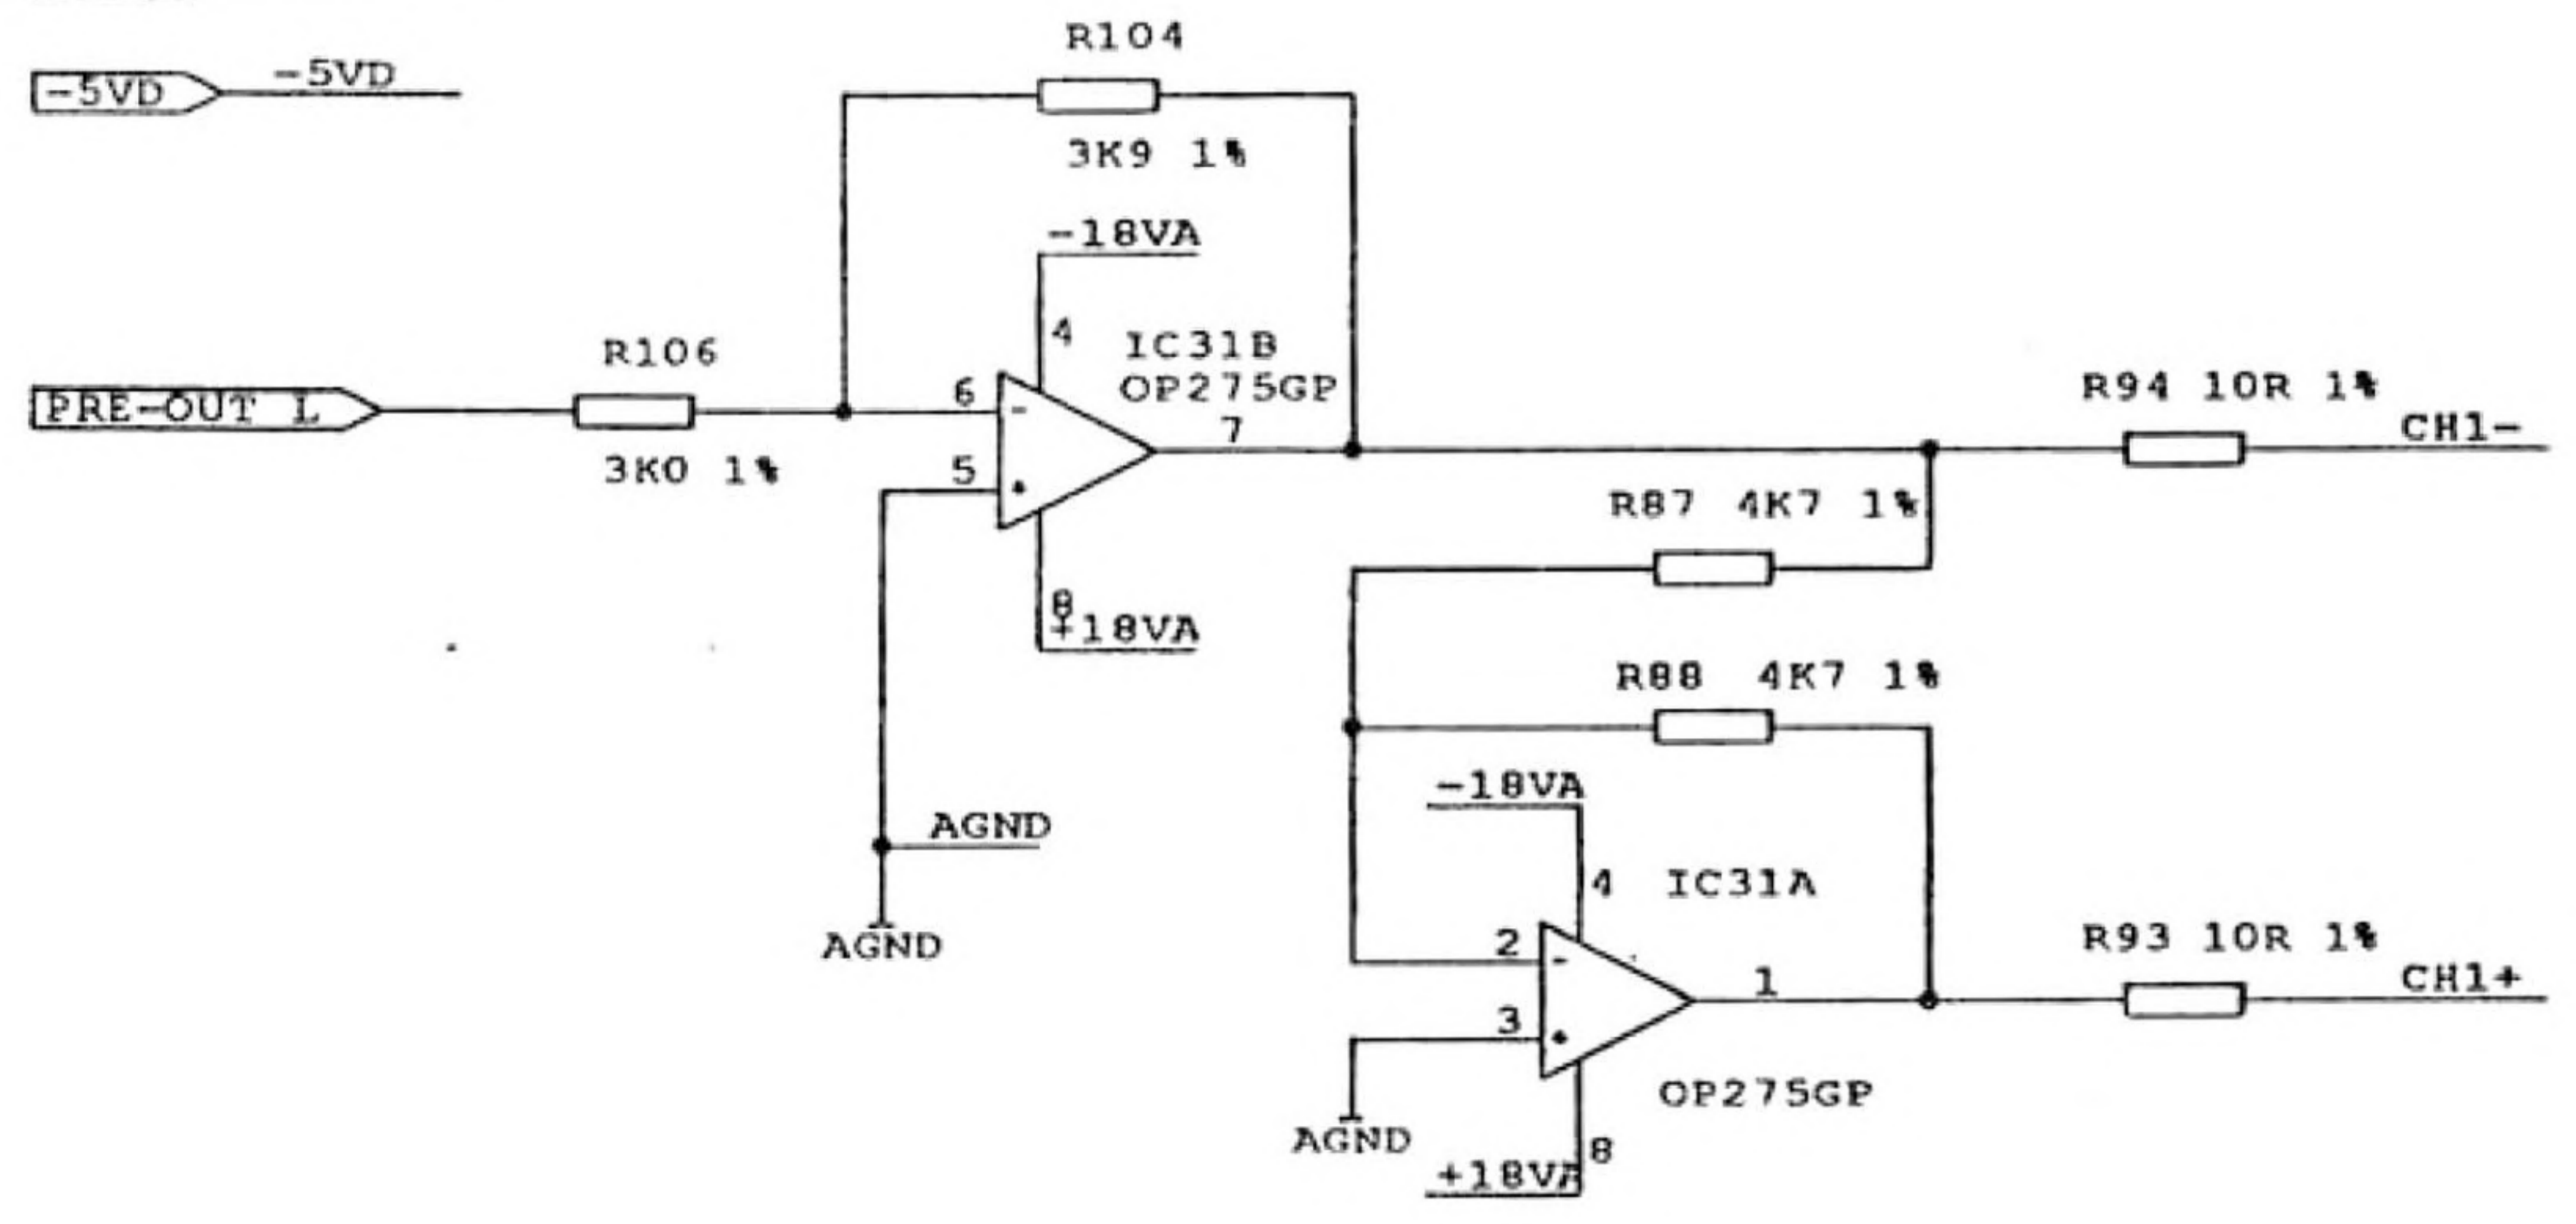 R104
-5VD
-5VD
3K9 1%
-18VA
4
IC31B
OP275GP
R106
PRE-OUT L
6
7
5
3K0 1%
R94 10R 1%
CH1-
R87 4K7 1%
8
+18VA
R88 4K7 1%
-18VA
AGND
AGND
4
IC31A
2
1
3
R93 10R 1%
CH1+
OP275GP
AGND
8
+18VA